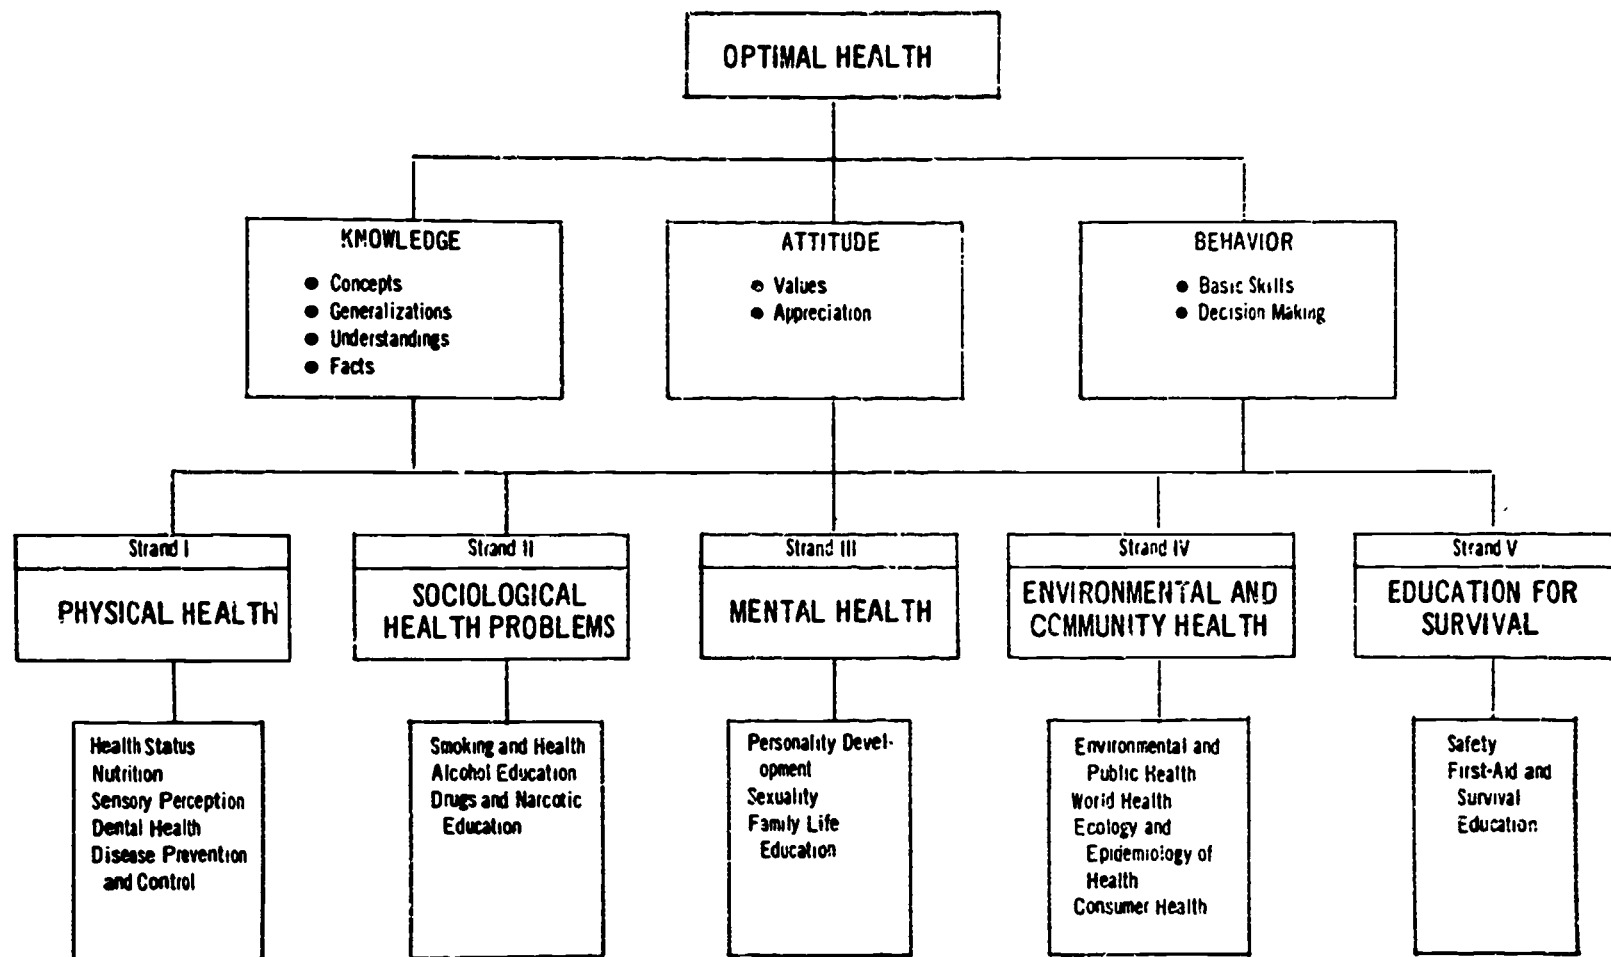 OPTIMAL HEALTH
KNOWLEDGE
● Concepts
● Generalizations
● Understandings
● Facts
ATTITUDE
● Values
● Appreciation
BEHAVIOR
● Basic Skills
● Decision Making
Strand I
PHYSICAL HEALTH
Strand II
SOCIOLOGICAL
HEALTH PROBLEMS
Strand III
MENTAL HEALTH
Strand IV
ENVIRONMENTAL AND
COMMUNITY HEALTH
Strand V
EDUCATION FOR
SURVIVAL
Health Status
Nutrition
Sensory Perception
Dental Health
Disease Prevention
and Control
Smoking and Health
Alcohol Education
Drugs and Narcotic
Education
Personality Devel-
opment
Sexuality
Family Life
Education
Environmental and
Public Health
World Health
Ecology and
Epidemiology of
Health
Consumer Health
Safety
First-Aid and
Survival
Education